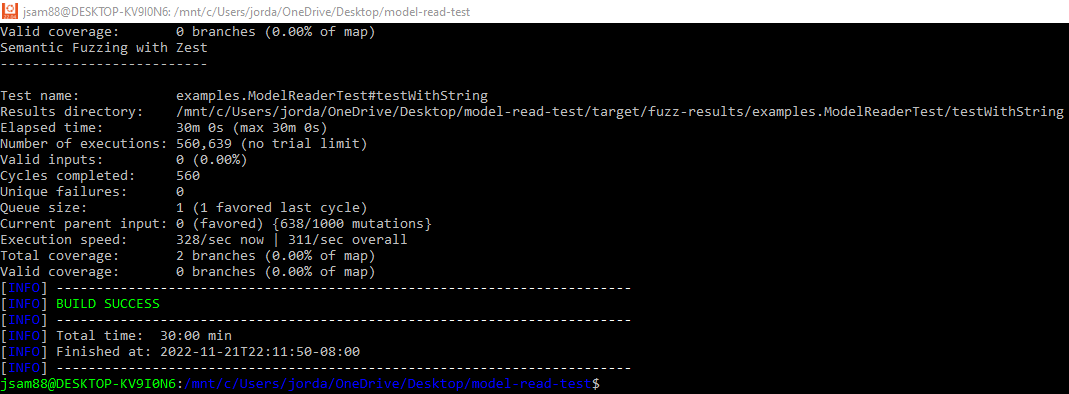 jsam88@DESKTOP-KV9I0N6: /mnt/c/Users/jorda/OneDrive/Desktop/model-read-test
Valid coverage:       0 branches (0.00% of map)
Semantic Fuzzing with Zest
--------------------------
Test name:            examples.ModelReaderTest#testWithString
Results directory:    /mnt/c/Users/jorda/OneDrive/Desktop/model-read-test/target/fuzz-results/examples.ModelReaderTest/testWithString
Elapsed time:         30m 0s (max 30m 0s)
Number of executions: 560,639 (no trial limit)
Valid inputs:         0 (0.00%)
Cycles completed:     560
Unique failures:      0
Queue size:           1 (1 favored last cycle)
Current parent input: 0 (favored) {638/1000 mutations}
Execution speed:      328/sec now | 311/sec overall
Total coverage:       2 branches (0.00% of map)
Valid coverage:       0 branches (0.00% of map)
[INFO] ------------------------------------------------------------------------
[INFO] BUILD SUCCESS
[INFO] ------------------------------------------------------------------------
[INFO] Total time:  30:00 min
[INFO] Finished at: 2022-11-21T22:11:50-08:00
[INFO] ------------------------------------------------------------------------
jsam88@DESKTOP-KV9I0N6:/mnt/c/Users/jorda/OneDrive/Desktop/model-read-test$